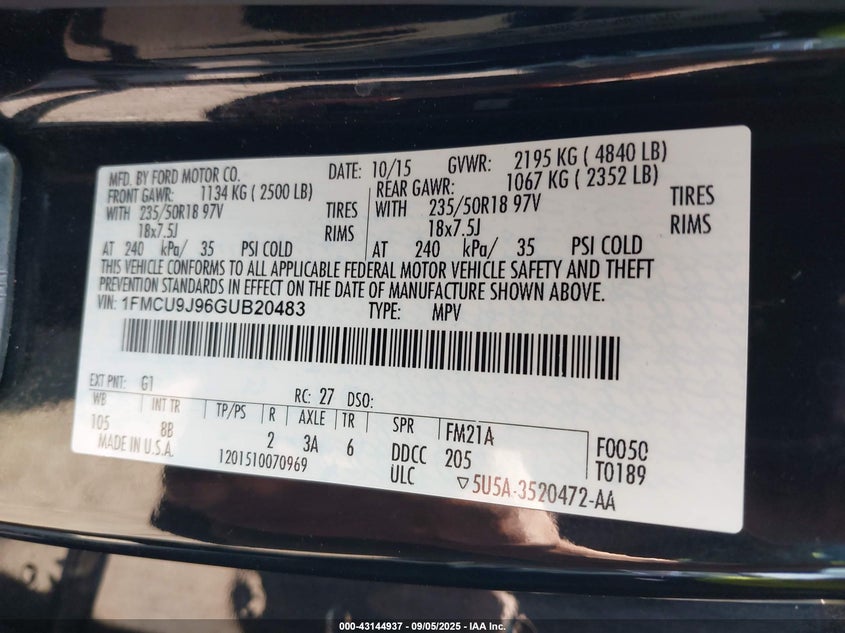 MFD. BY FORD MOTOR CO. DATE: 10/15 GVWR: 2195 KG ( 4840 LB)
FRONT GAWR: 1134 KG ( 2500 LB) REAR GAWR: 1067 KG ( 2352 LB)
WITH 235/50R18 97V TIRES WITH 235/50R18 97V TIRES
18x7.5J RIMS 18x7.5J RIMS
AT 240 kPa/ 35 PSI COLD AT 240 kPa/ 35 PSI COLD
THIS VEHICLE CONFORMS TO ALL APPLICABLE FEDERAL MOTOR VEHICLE SAFETY AND THEFT
PREVENTION STANDARDS IN EFFECT ON THE DATE OF MANUFACTURE SHOWN ABOVE.
VIN: 1FMCU9J96GUB20483 TYPE: MPV
EXT PNT: G1 RC: 27 DSO:
WB INT TR TP/PS R AXLE TR SPR FM21A F0050
105 8B 2 3A 6 DDCC 205 T0189
MADE IN U.S.A. 1201510070969 ULC ▽5U5A-3520472-AA
000-43144937 - 09/05/2025 - IAA Inc.